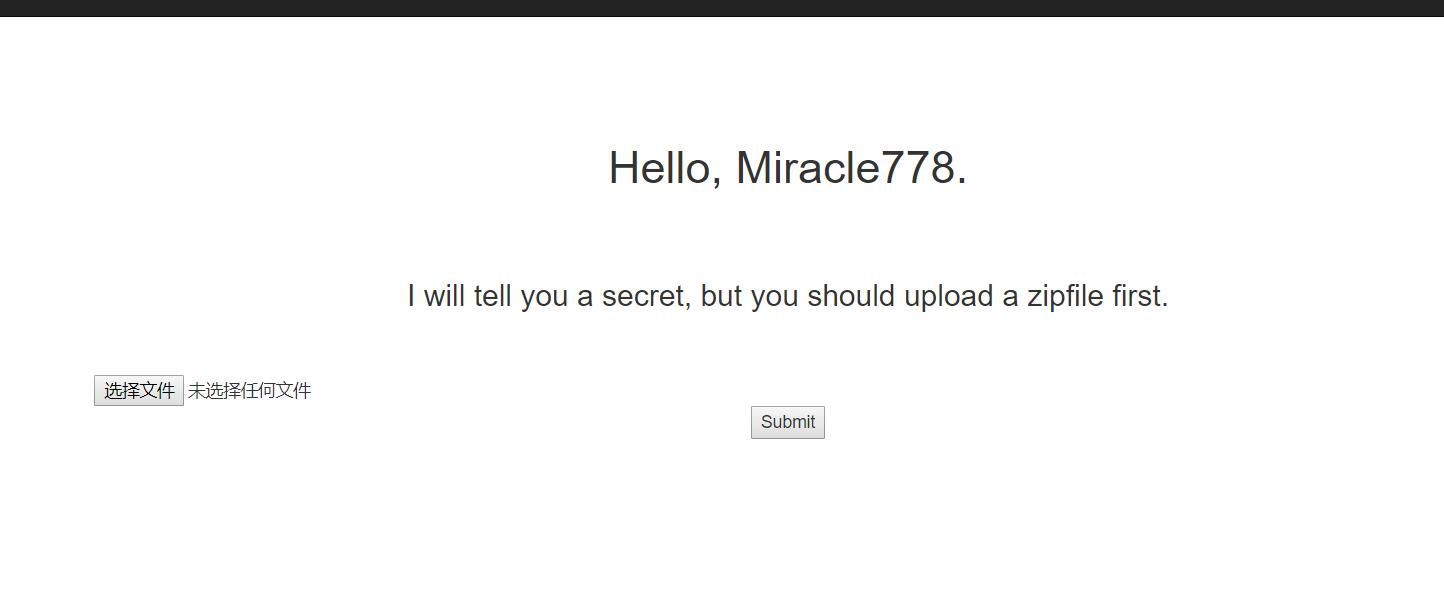 Hello, Miracle778.
I will tell you a secret, but you should upload a zipfile first.
选择文件 未选择任何文件
Submit